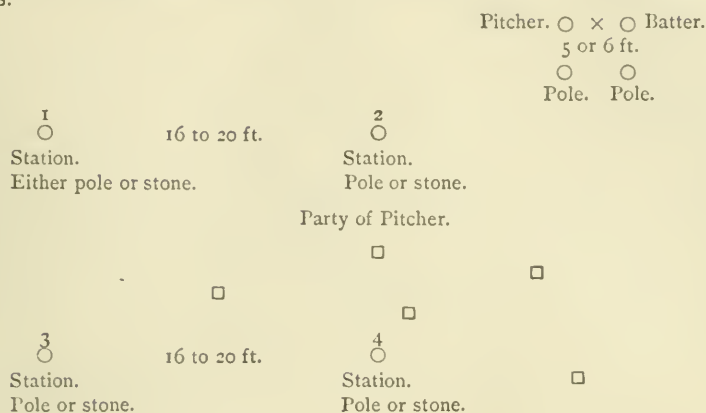 Pitcher. Batter.
5 or 6 ft.
Pole. Pole.
1 2
16 to 20 ft.
Station. Station.
Either pole or stone. Pole or stone.
Party of Pitcher.
3 4
16 to 20 ft.
Station. Station.
Pole or stone. Pole or stone.